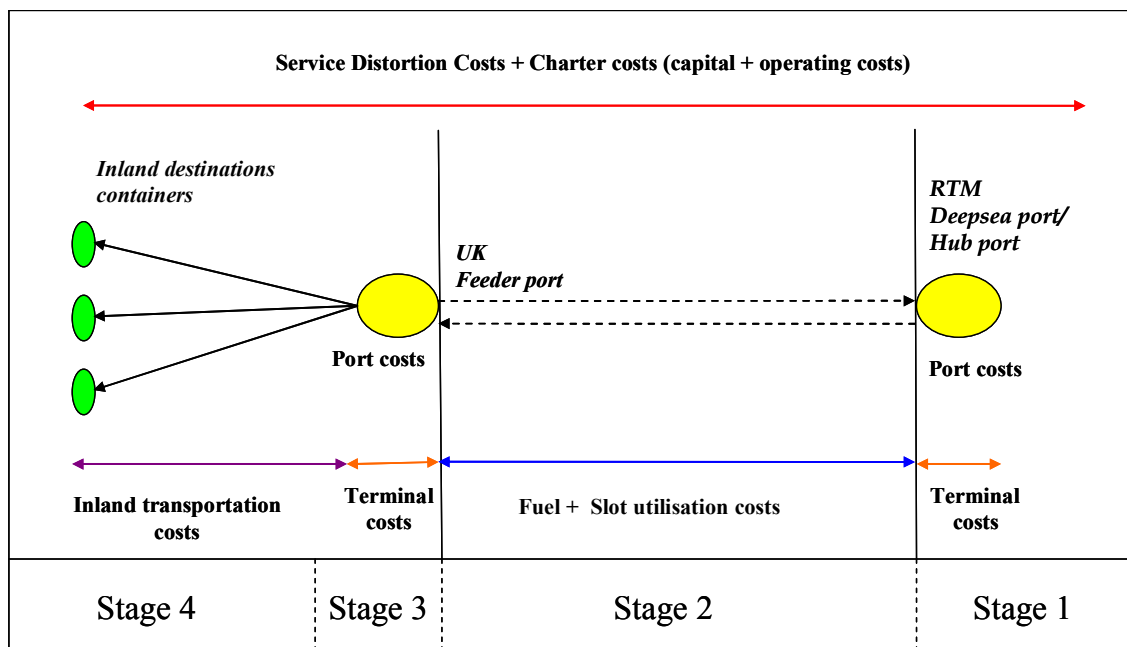 Service Distortion Costs + Charter costs (capital + operating costs)
Inland destinations
containers
UK
Feeder port
RTM
Deepsea port/
Hub port
Port costs
Port costs
Inland transportation
costs
Terminal
costs
Fuel + Slot utilisation costs
Terminal
costs
Stage 4
Stage 3
Stage 2
Stage 1